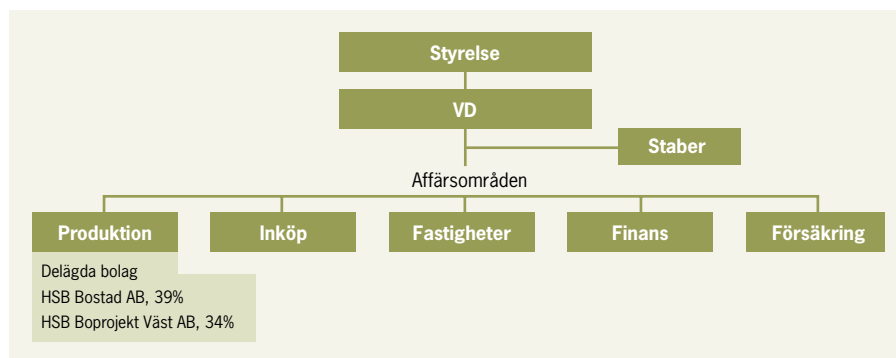 Styrelse
VD
Staber
Affärsområden
Produktion
Inköp
Fastigheter
Finans
Försäkring
Delägda bolag
HSB Bostad AB, 39%
HSB Boprojekt Väst AB, 34%